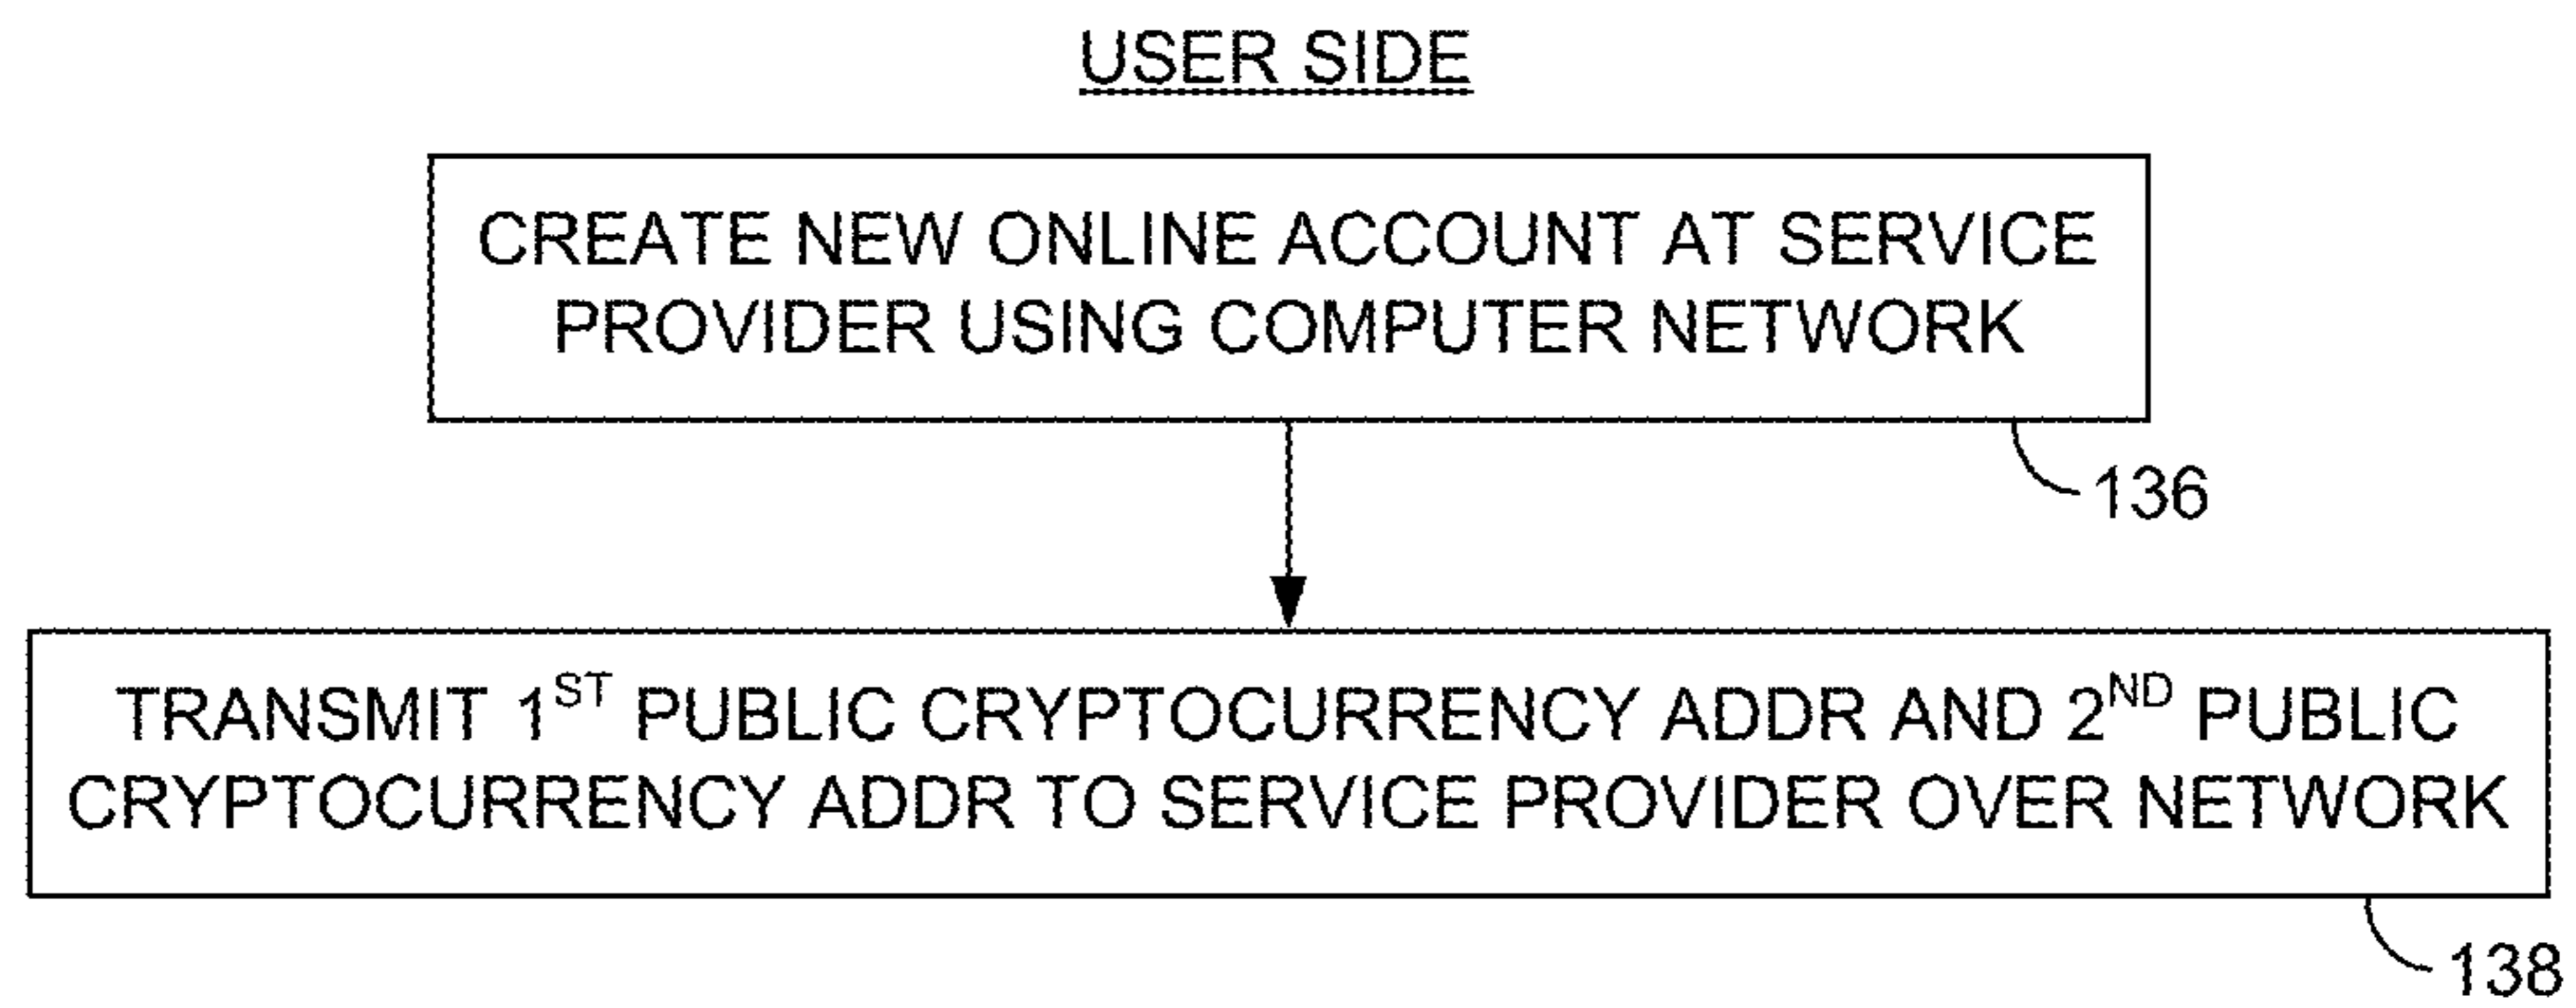 USER SIDE
CREATE NEW ONLINE ACCOUNT AT SERVICE
PROVIDER USING COMPUTER NETWORK
136
TRANSMIT 1ST PUBLIC CRYPTOCURRENCY ADDR AND 2ND PUBLIC
CRYPTOCURRENCY ADDR TO SERVICE PROVIDER OVER NETWORK
138